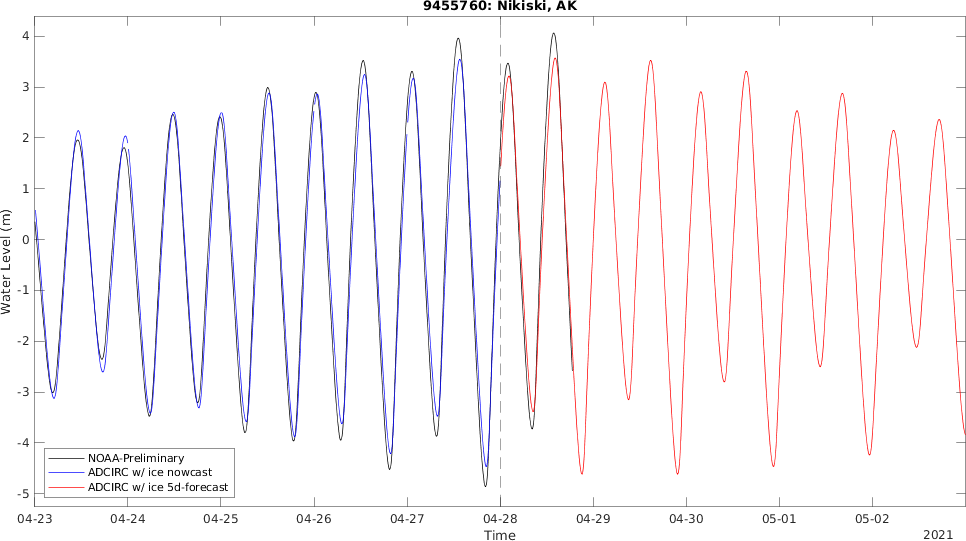 9455760: Nikiski, AK
4
3
2
1
0
-1
-2
-3
-4
-5
Water Level (m)
NOAA-Preliminary
ADCIRC w/ ice nowcast
ADCIRC w/ ice 5d-forecast
04-23 04-24 04-25 04-26 04-27 04-28 04-29 04-30 05-01 05-02
Time
2021